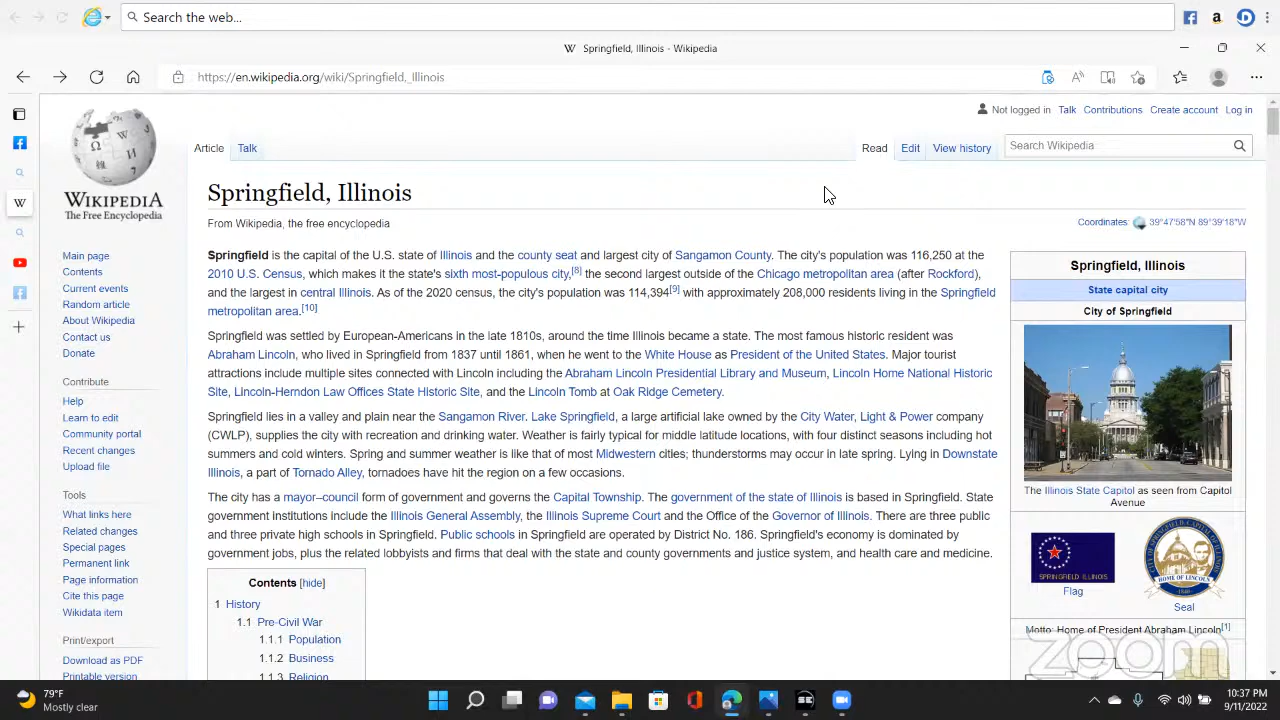 Search the web...
W Springfield, Illinois - Wikipedia
https://en.wikipedia.org/wiki/Springfield,_Illinois
Not logged in Talk Contributions Create account Log in
Article Talk
Read Edit View history
Search Wikipedia
WIKIPEDIA
The Free Encyclopedia
Springfield, Illinois
From Wikipedia, the free encyclopedia
Coordinates: 39°47′58″N 89°39′18″W
Main page
Contents
Current events
Random article
About Wikipedia
Contact us
Donate
Contribute
Help
Learn to edit
Community portal
Recent changes
Upload file
Tools
What links here
Related changes
Special pages
Permanent link
Page information
Cite this page
Wikidata item
Print/export
Download as PDF
Printable version
Springfield is the capital of the U.S. state of Illinois and the county seat and largest city of Sangamon County. The city's population was 116,250 at the
2010 U.S. Census, which makes it the state's sixth most-populous city,[8] the second largest outside of the Chicago metropolitan area (after Rockford),
and the largest in central Illinois. As of the 2020 census, the city's population was 114,394[9] with approximately 208,000 residents living in the Springfield
metropolitan area.[10]
Springfield was settled by European-Americans in the late 1810s, around the time Illinois became a state. The most famous historic resident was
Abraham Lincoln, who lived in Springfield from 1837 until 1861, when he went to the White House as President of the United States. Major tourist
attractions include multiple sites connected with Lincoln including the Abraham Lincoln Presidential Library and Museum, Lincoln Home National Historic
Site, Lincoln-Herndon Law Offices State Historic Site, and the Lincoln Tomb at Oak Ridge Cemetery.
Springfield lies in a valley and plain near the Sangamon River. Lake Springfield, a large artificial lake owned by the City Water, Light & Power company
(CWLP), supplies the city with recreation and drinking water. Weather is fairly typical for middle latitude locations, with four distinct seasons including hot
summers and cold winters. Spring and summer weather is like that of most Midwestern cities; thunderstorms may occur in late spring. Lying in Downstate
Illinois, a part of Tornado Alley, tornadoes have hit the region on a few occasions.
The city has a mayor–council form of government and governs the Capital Township. The government of the state of Illinois is based in Springfield. State
government institutions include the Illinois General Assembly, the Illinois Supreme Court and the Office of the Governor of Illinois. There are three public
and three private high schools in Springfield. Public schools in Springfield are operated by District No. 186. Springfield's economy is dominated by
government jobs, plus the related lobbyists and firms that deal with the state and county governments and justice system, and health care and medicine.
Contents [hide]
1 History
1.1 Pre-Civil War
1.1.1 Population
1.1.2 Business
1.1.3 Religion
Springfield, Illinois
State capital city
City of Springfield
The Illinois State Capitol as seen from Capitol
Avenue
SPRINGFIELD ILLINOIS
HOME OF LINCOLN
Flag
Seal
Motto: Home of President Abraham Lincoln[1]
zoom
79°F
Mostly clear
10:37 PM
9/11/2022